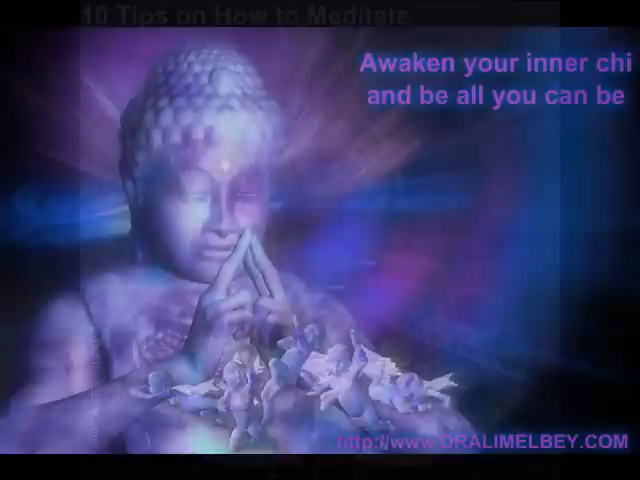 10 Tips on How to Meditate
Awaken your inner chi
and be all you can be
http://www.DRALIMELBEY.COM